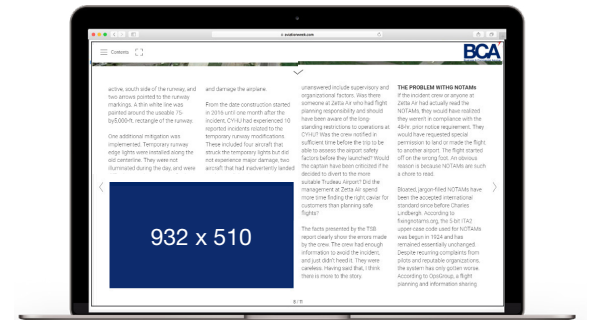 aviationweek.com
Contents
BCA
active, south side of the runway, and
two arrows pointed to the runway
markings. A thin white line was
painted around the useable 75-
by5,000-ft. rectangle of the runway.
One additional mitigation was
implemented. Temporary runway
edge lights were installed along the
old centerline. They were not
illuminated during the day, and were
and damage the airplane.
From the date construction started
in 2016 until one month after the
incident, CYHU had experienced 10
reported incidents related to the
temporary runway modifications.
These included four aircraft that
struck the temporary lights but did
not experience major damage, two
aircraft that had inadvertently landed
932 x 510
unanswered include supervisory and
organizational factors. Was there
someone at Zetta Air who had flight
planning responsibility and should
have been aware of the long-
standing restrictions to operations at
CYHU? Was the crew notified in
sufficient time before the trip to be
able to assess the airport safety
factors before they launched? Would
the captain have been criticized if he
decided to divert to the more
suitable Trudeau Airport? Did the
management at Zetta Air spend
more time finding the right caviar for
customers than planning safe
flights?
The facts presented by the TSB
report clearly show the errors made
by the crew. The crew had enough
information to avoid the incident,
and just didn't heed it. They were
careless. Having said that, I think
there is more to the story.
THE PROBLEM WITHG NOTAMs
If the incident crew or anyone at
Zetta Air had actually read the
NOTAMs, they would have realized
they weren't in compliance with the
48-hr. prior notice requirement. They
would have requested special
permission to land or made the flight
to another airport. The flight started
off on the wrong foot. An obvious
reason is because NOTAMs are such
a chore to read.
Bloated, jargon-filled NOTAMs have
been the accepted international
standard since before Charles
Lindbergh. According to
fixingnotams.org, the 5-bit ITA2
upper-case code used for NOTAMs
was begun in 1924 and has
remained essentially unchanged.
Despite recurring complaints from
pilots and reputable organizations,
the system has only gotten worse.
According to OpsGroup, a flight
planning and information sharing
8 / 11